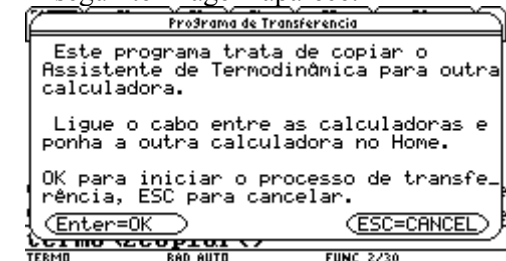 Programa de Transferencia
Este programa trata de copiar o
Assistente de Termodinâmica para outra
calculadora.
Ligue o cabo entre as calculadoras e
ponha a outra calculadora no Home.
OK para iniciar o processo de transfe_
rência, ESC para cancelar.
Enter=OK ESC=CANCEL
TERMO RAD AUTO FUNC 2/30